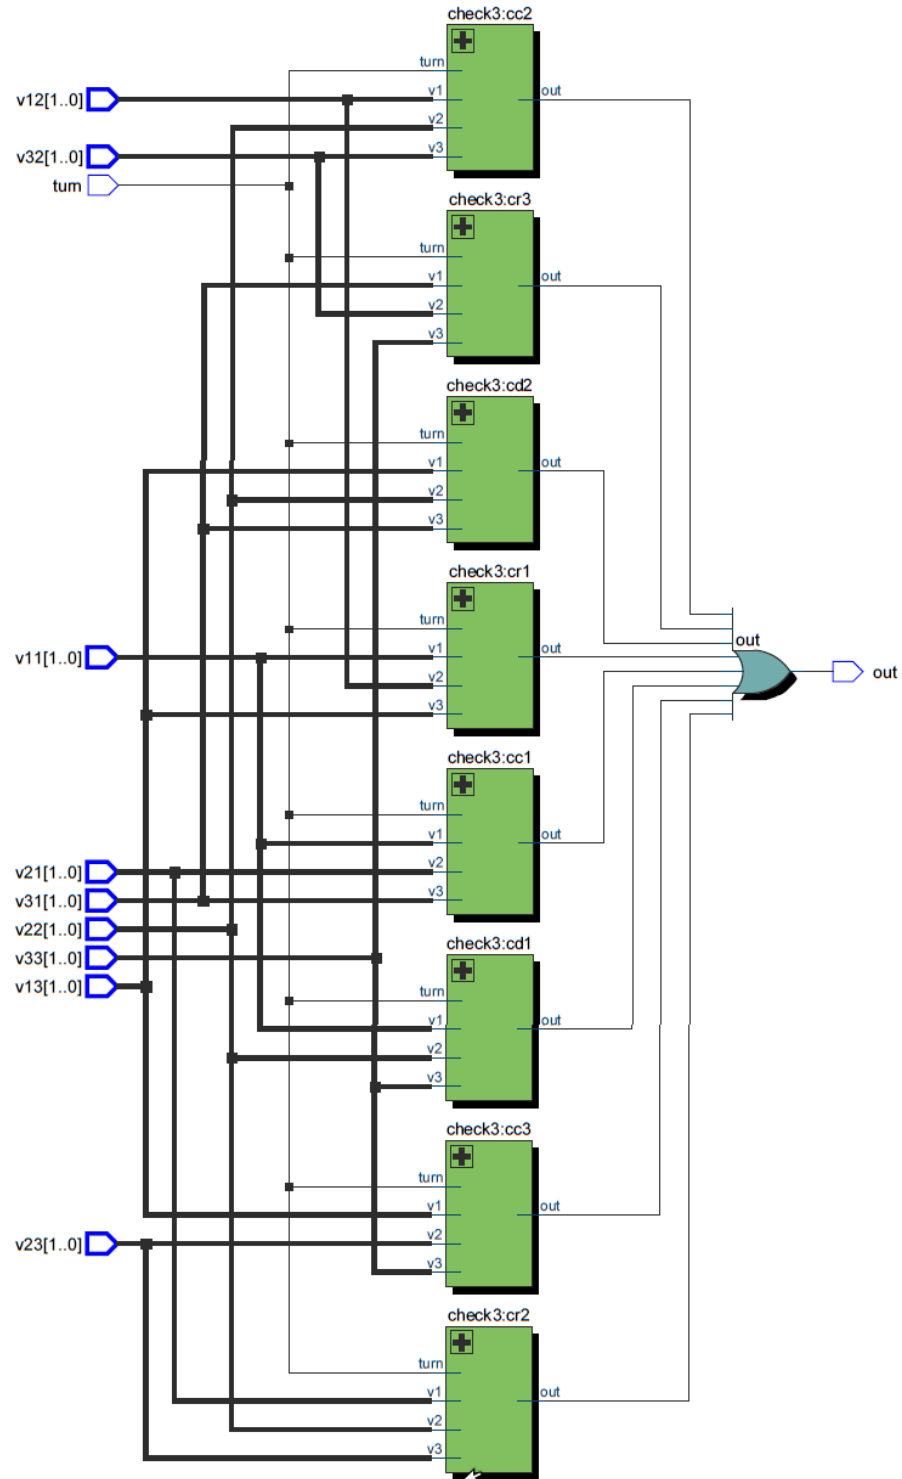 check3:cc2
turn
v12[1..0]
v1
out
v2
v32[1..0]
v3
turn
check3:cr3
turn
v1
out
v2
v3
check3:cd2
turn
v1
out
v2
v3
check3:cr1
turn
v11[1..0]
v1
out
v2
v3
out
out
check3:cc1
turn
v1
out
v21[1..0]
v2
v31[1..0]
v3
v22[1..0]
v33[1..0]
v13[1..0]
check3:cd1
turn
v1
out
v2
v3
check3:cc3
turn
v1
out
v23[1..0]
v2
v3
check3:cr2
turn
v1
out
v2
v3